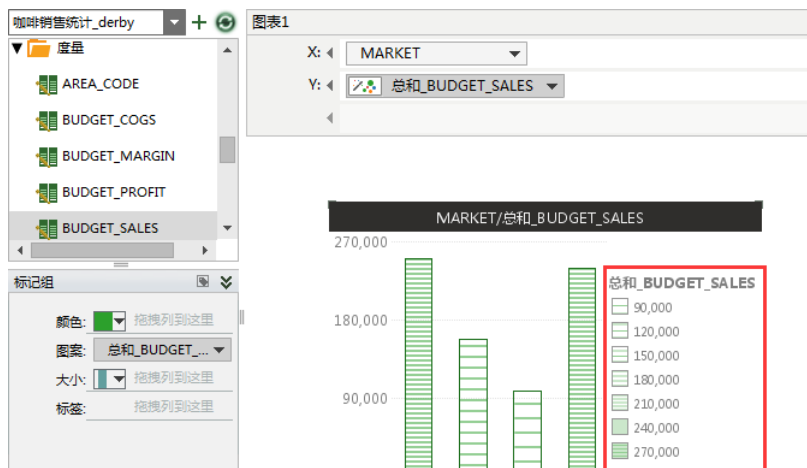 咖啡销售统计_derby
度量
AREA_CODE
BUDGET_COGS
BUDGET_MARGIN
BUDGET_PROFIT
BUDGET_SALES
标记组
颜色: 拖拽列到这里
图案: 总和_BUDGET_...
大小: 拖拽列到这里
标签: 拖拽列到这里
图表1
X: MARKET
Y: 总和_BUDGET_SALES
MARKET/总和_BUDGET_SALES
270,000
180,000
90,000
总和_BUDGET_SALES
90,000
120,000
150,000
180,000
210,000
240,000
270,000